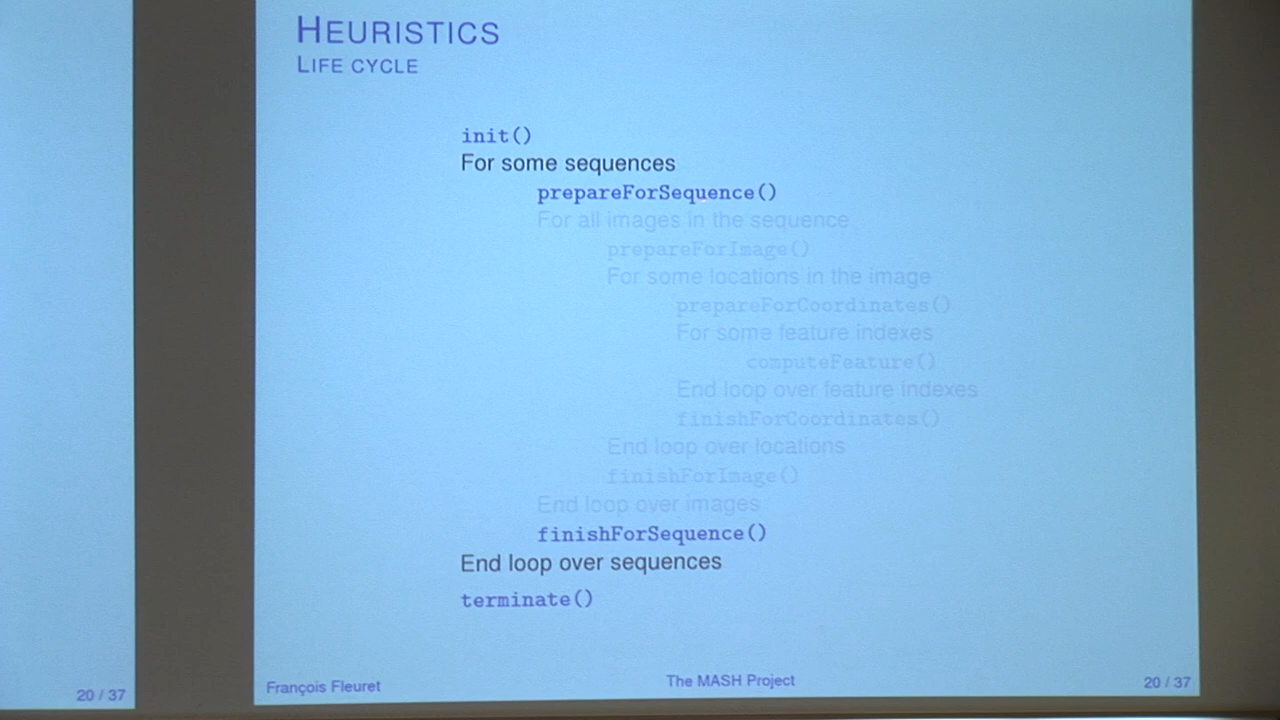 HEURISTICS
LIFE CYCLE
init()
For some sequences
prepareForSequence()
For all images in the sequence
prepareForImage()
For some locations in the image
prepareForCoordinates()
For some feature indexes
computeFeature()
End loop over feature indexes
finishForCoordinates()
End loop over locations
finishForImage()
End loop over images
finishForSequence()
End loop over sequences
terminate()
20 / 37
François Fleuret
The MASH Project
20 / 37